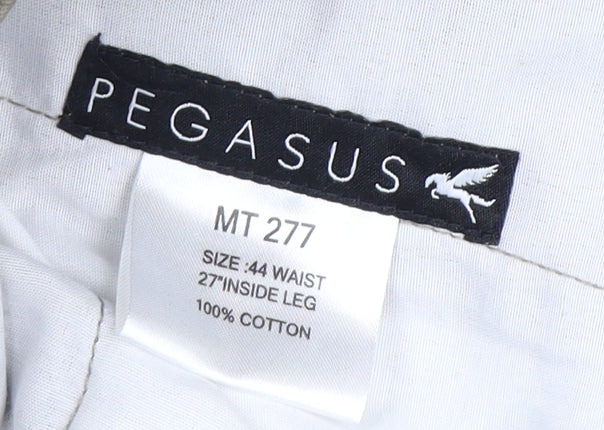 PEGASUS
MT 277
SIZE :44 WAIST
27"INSIDE LEG
100% COTTON